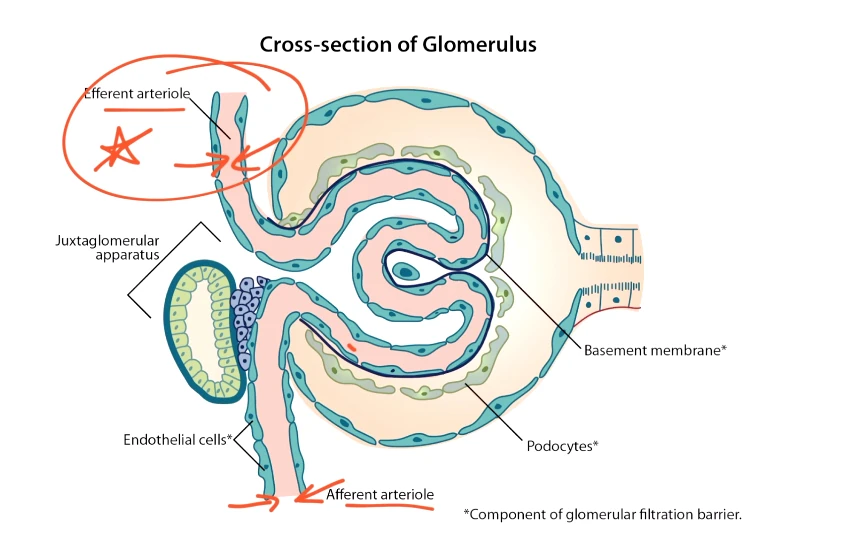 Cross-section of Glomerulus
Efferent arteriole
Juxtaglomerular
apparatus
Basement membrane*
Endothelial cells*
Podocytes*
Afferent arteriole
*Component of glomerular filtration barrier.